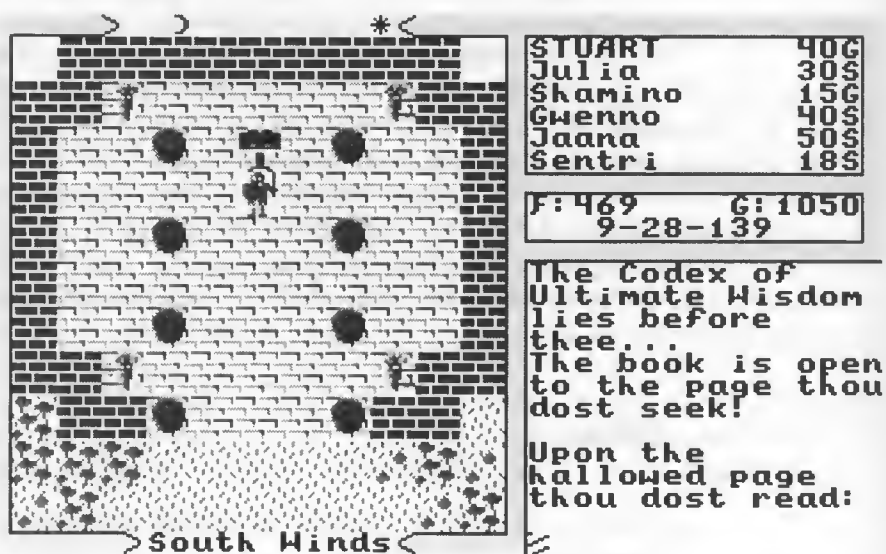 STUART 40G
Julia 30S
Shamino 15G
Gwenno 40S
Jaana 50S
Sentri 18S
F:469 G:1050
9-28-139
The Codex of
Ultimate Wisdom
lies before
thee...
The book is open
to the page thou
dost seek!
Upon the
hallowed page
thou dost read:
South Winds